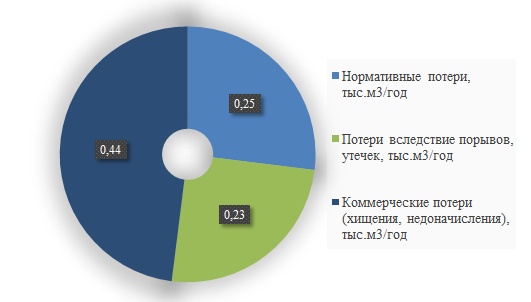 0,25
0,44
0,23
Нормативные потери,
тыс.м3/год
Потери вследствие порывов,
утечек, тыс.м3/год
Коммерческие потери
(хищения, недоначисления),
тыс.м3/год